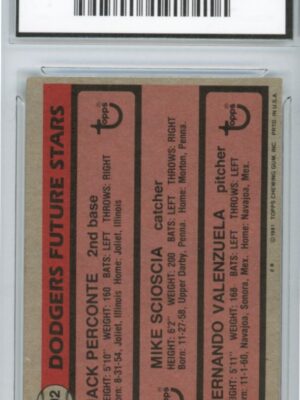 DODGERS FUTURE STARS
ACK PERCONTE 2nd base
HEIGHT: 5'10" WEIGHT: 160 BATS: LEFT THROWS: RIGHT
Born: 8-31-54, Joliet, Illinois Home: Joliet, Illinois
Topps
MIKE SCIOSCIA catcher
HEIGHT: 6'2" WEIGHT: 200 BATS: LEFT THROWS: RIGHT
Born: 11-27-58, Upper Darby, Penna. Home: Morton, Penna.
ERNANDO VALENZUELA pitcher
HEIGHT: 5'11" WEIGHT: 168 BATS: LEFT THROWS: LEFT
Born: 11-1-60, Navajoa, Sonora, Mex. Home: Navajoa, Mex.
Topps
© 1981 TOPPS CHEWING GUM, INC. PRTD. IN U.S.A.